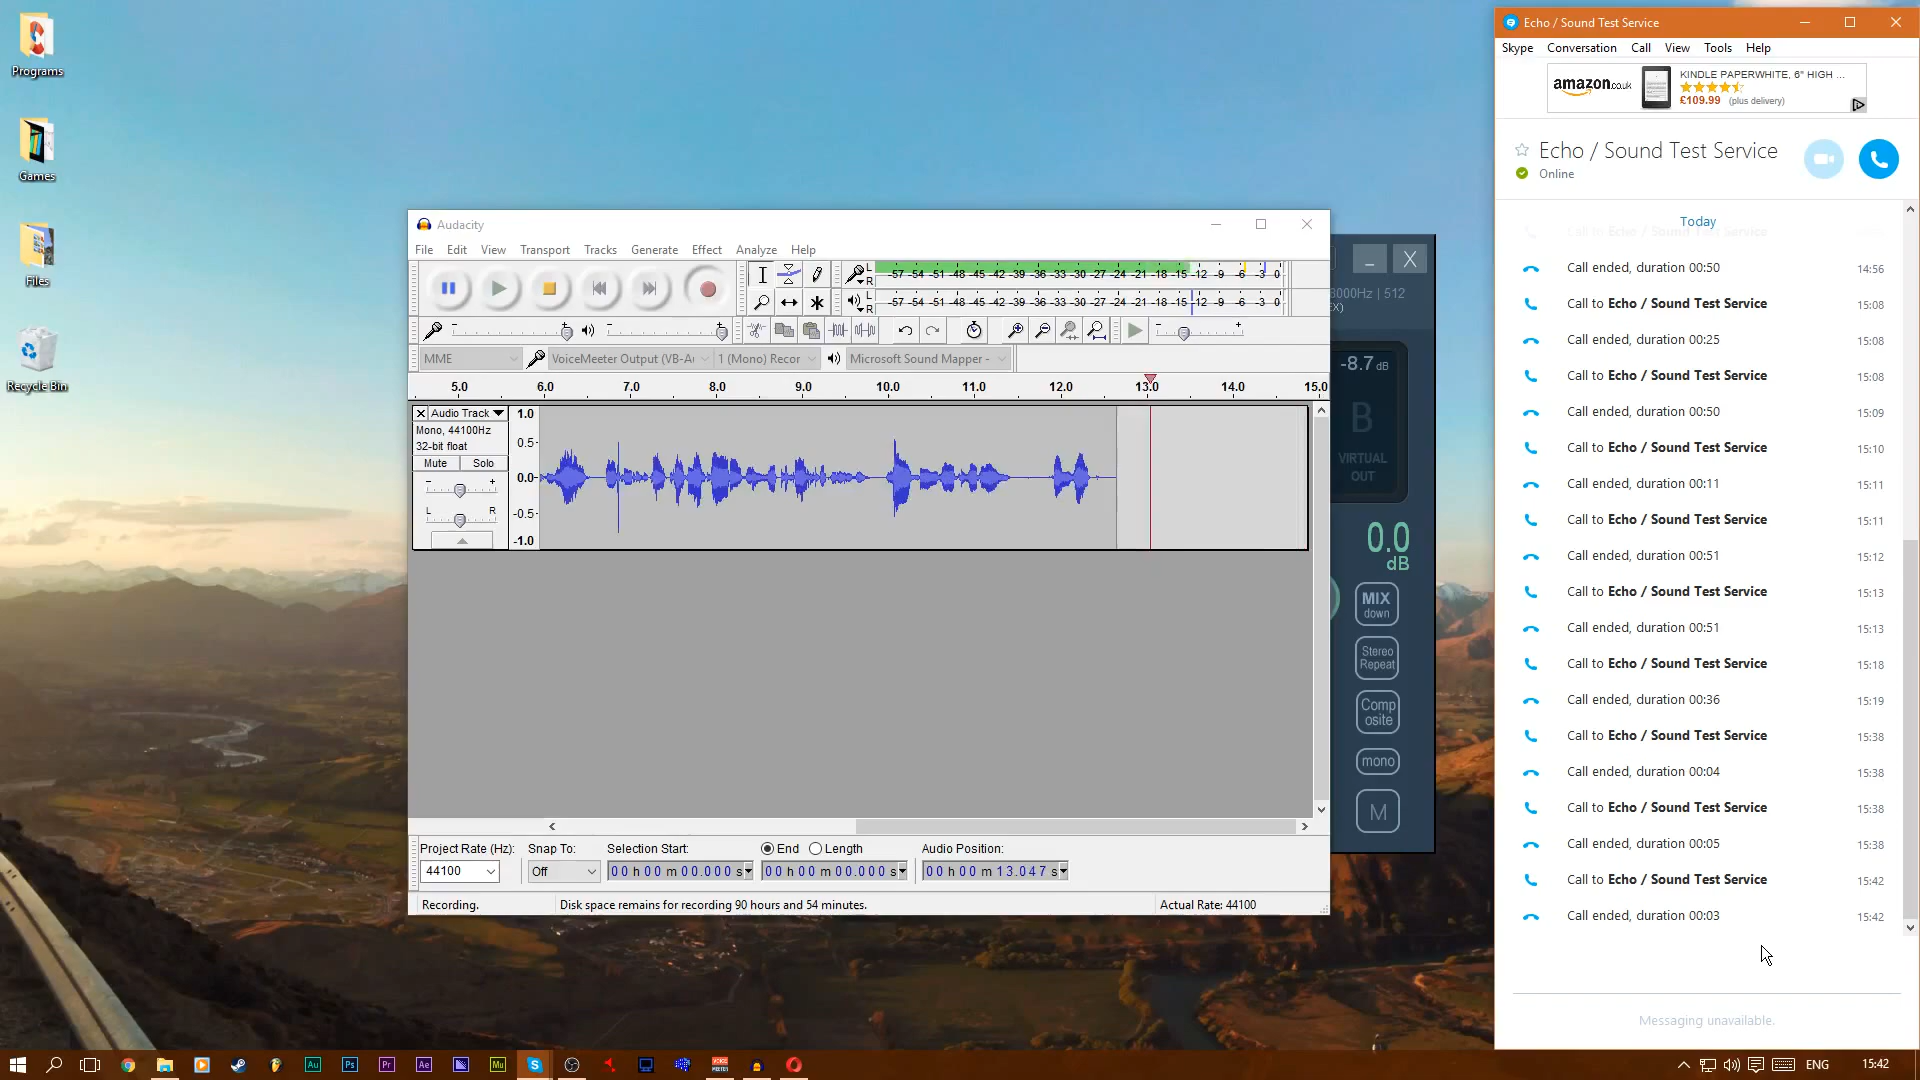 Programs
Games
Files
Recycle Bin
Audacity
File Edit View Transport Tracks Generate Effect Analyze Help
L
R
-57 -54 -51 -48 -45 -42 -39 -36 -33 -30 -27 -24 -21 -18 -15 -12 -9 -6 -3 0
L
R
-57 -54 -51 -48 -45 -42 -39 -36 -33 -30 -27 -24 -21 -18 -15 -12 -9 -6 -3 0
MME VoiceMeeter Output (VB-Au 1 (Mono) Recor Microsoft Sound Mapper -
5.0 6.0 7.0 8.0 9.0 10.0 11.0 12.0 13.0 14.0 15.0
Audio Track
Mono, 44100Hz
32-bit float
Mute Solo
- +
L R
1.0
0.5-
0.0-
-0.5-
-1.0
Project Rate (Hz): Snap To: Selection Start: End Length Audio Position:
44100 Off 00 h 00 m 00.000 s 00 h 00 m 00.000 s 00 h 00 m 13.047 s
Recording. Disk space remains for recording 90 hours and 54 minutes. Actual Rate: 44100
8000Hz | 512
EX)
-8.7 dB
B
VIRTUAL
OUT
0.0
dB
MIX
down
Stereo
Repeat
Comp
osite
mono
M
Echo / Sound Test Service
Skype Conversation Call View Tools Help
amazon.co.uk
KINDLE PAPERWHITE, 6" HIGH ...
£109.99 (plus delivery)
Echo / Sound Test Service
Online
Today
Call to Echo / Sound Test Service
Call ended, duration 00:50 14:56
Call to Echo / Sound Test Service 15:08
Call ended, duration 00:25 15:08
Call to Echo / Sound Test Service 15:08
Call ended, duration 00:50 15:09
Call to Echo / Sound Test Service 15:10
Call ended, duration 00:11 15:11
Call to Echo / Sound Test Service 15:11
Call ended, duration 00:51 15:12
Call to Echo / Sound Test Service 15:13
Call ended, duration 00:51 15:13
Call to Echo / Sound Test Service 15:18
Call ended, duration 00:36 15:19
Call to Echo / Sound Test Service 15:38
Call ended, duration 00:04 15:38
Call to Echo / Sound Test Service 15:38
Call ended, duration 00:05 15:38
Call to Echo / Sound Test Service 15:42
Call ended, duration 00:03 15:42
Messaging unavailable.
Au Ps Pr Ae Mu
ENG 15:42